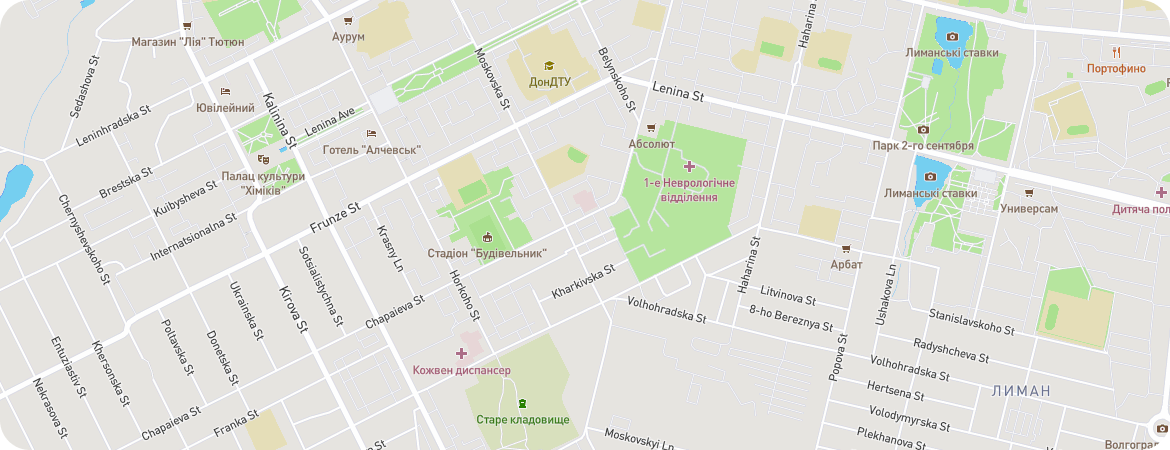 Магазин "Лія" Тютюн
Аурум
Moskovska St
ДонДТУ
Belynskoho St
Haharina St
Лиманські ставки
Портофино
Sedashova St
Ювілейний
Kalinina St
Lenina Ave
Lenina St
Leninhradska St
Готель "Алчевськ"
Абсолют
Парк 2-го сентября
Brestska St
Палац культури
"Хіміків"
1-е Неврологічне
відділення
Лиманські ставки
Универсам
Дитяча пол
Kuibysheva St
Internatsionalna St
Frunze St
Chernyshevskoho St
Krasny Ln
Стадіон "Будівельник"
Haharina St
Арбат
Kharkivska St
Sotsialistychna St
Horkoho St
Ushakova Ln
Ukrainska St
Kirova St
Chapaieva St
Volhohradska St
Litvinova St
8-ho Bereznya St
Stanislavskoho St
Entuziastiv St
Khersonska St
Poltavska St
Donetska St
Кожвен диспансер
Popova St
Radyshcheva St
Volhohradska St
Nekrasova St
Hertsena St
ЛИМАН
Chapaieva St
Franka St
Старе кладовище
Volodymyrska St
Moskovskyi Ln
Plekhanova St
Волгоград